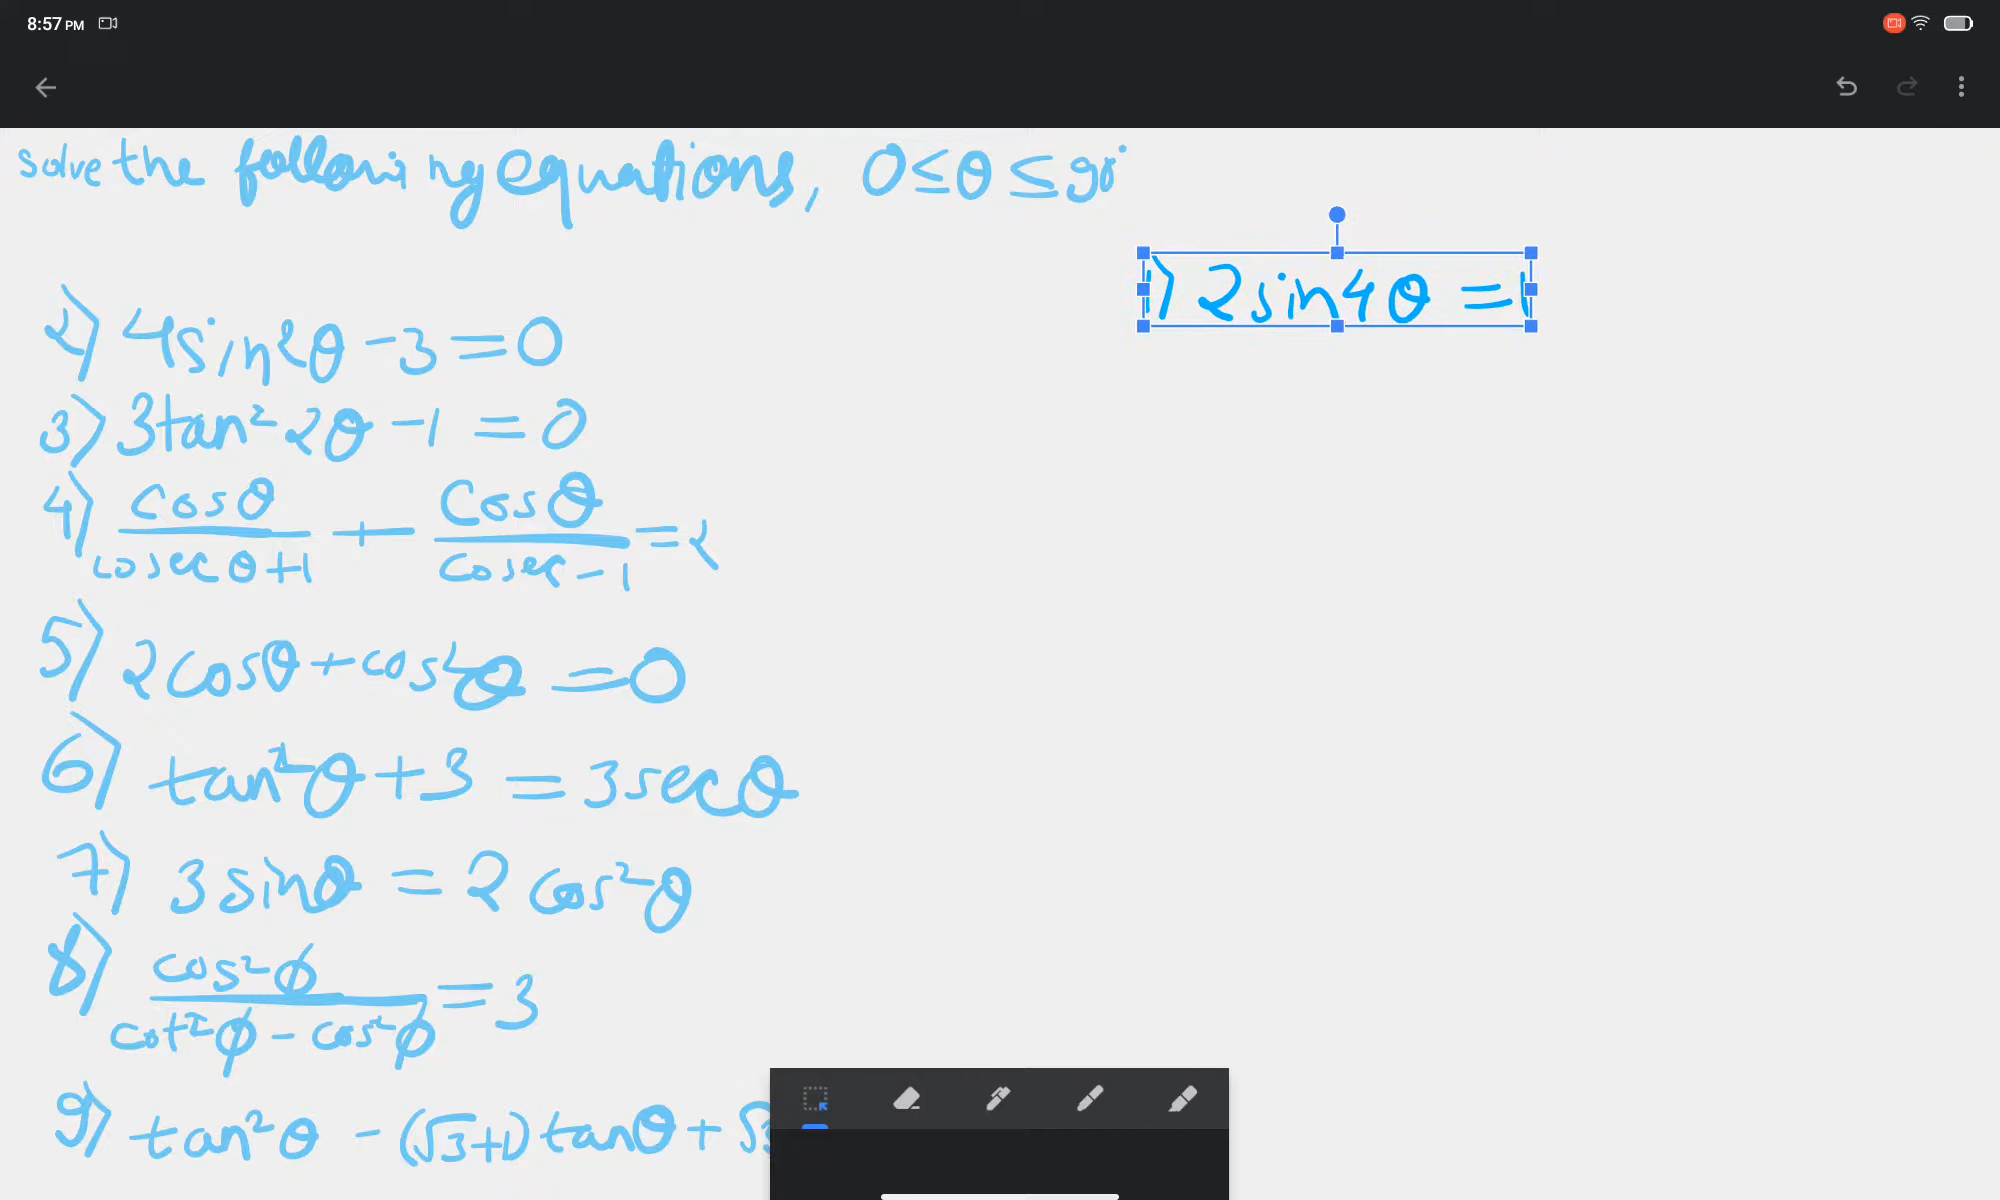 8:57 PM
solve the following equations, 0≤θ≤90°
1) 2sin4θ =1
2) 4sin²θ -3=0
3) 3tan² 2θ -1 = 0
4) cosθ/cosecθ+1 + Cosθ/cosec-1 =2
5) 2cosθ+cos²θ =0
6) tan²θ+3 = 3secθ
7) 3sinθ = 2cos²θ
8) cos²ϕ/cot²ϕ-cos²ϕ =3
9) tan²θ -(√3+1)tanθ+√3